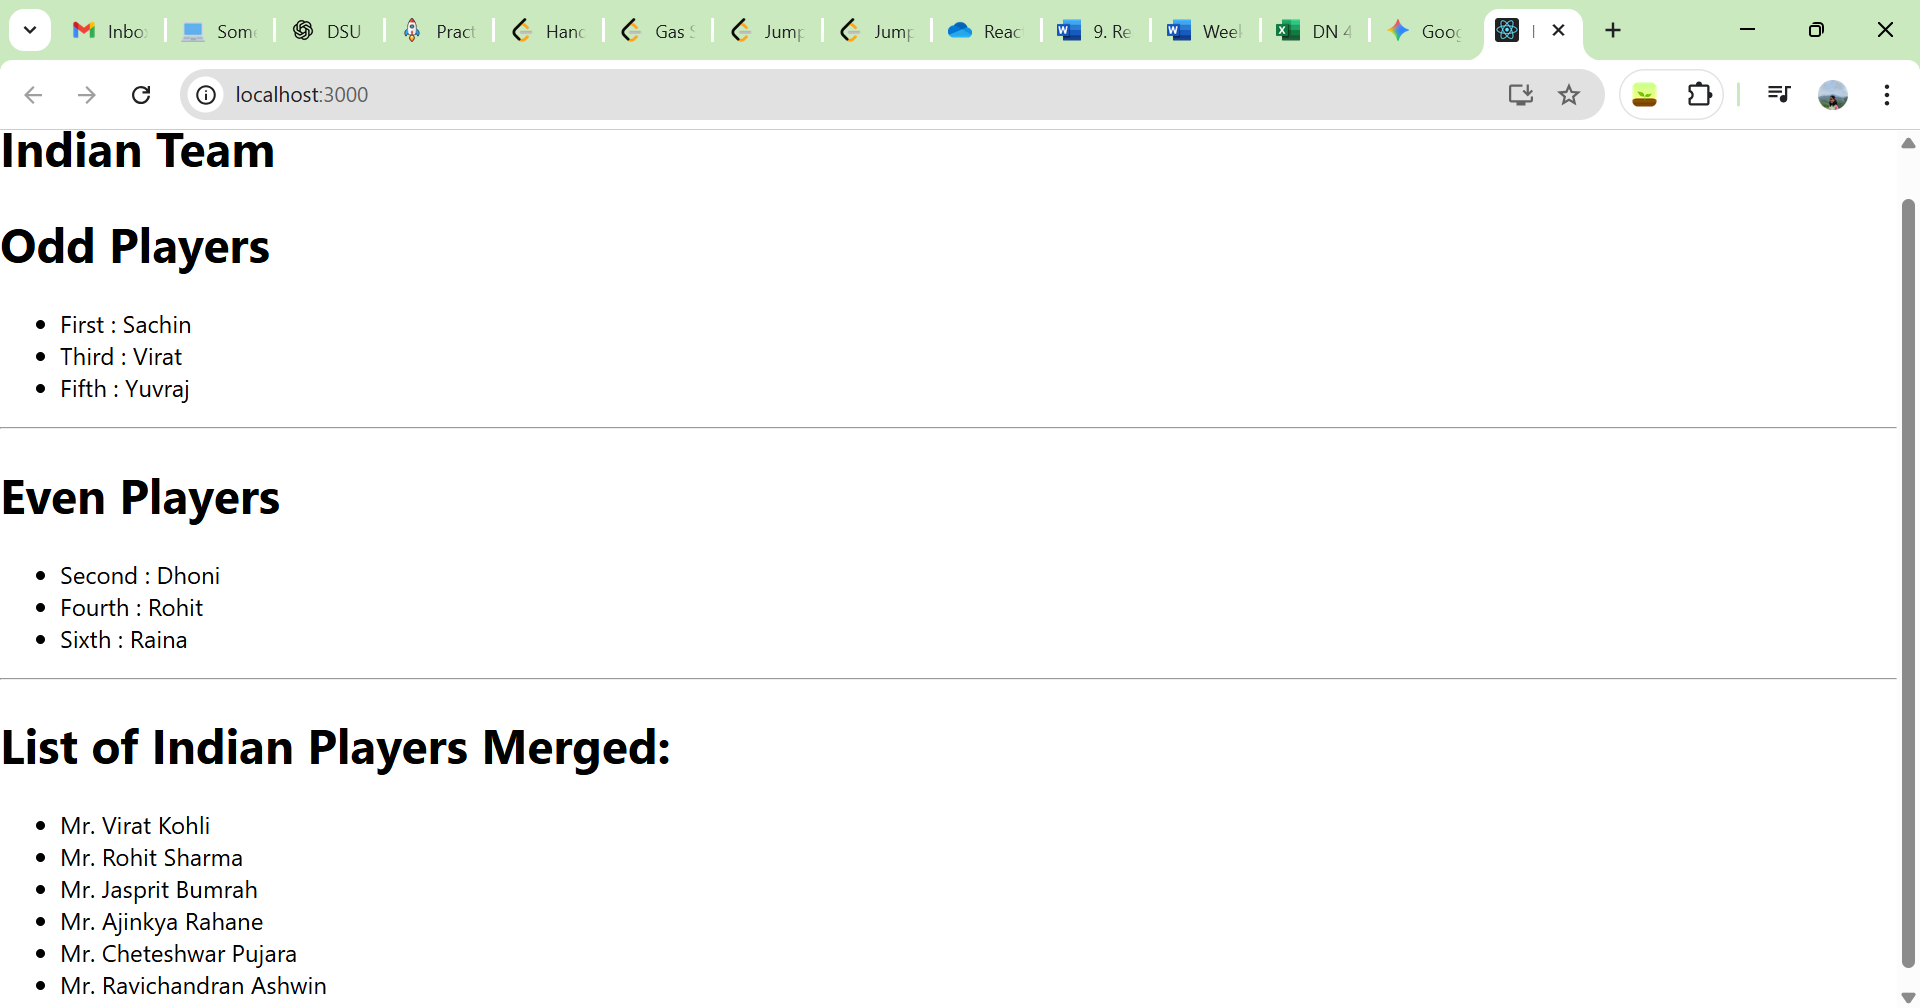 Inbo
Som
DSU
Pract
Hand
Gas S
Jump
Jump
Reac
9. Re
Week
DN 4
Goog
localhost:3000
Indian Team
Odd Players
First : Sachin
Third : Virat
Fifth : Yuvraj
Even Players
Second : Dhoni
Fourth : Rohit
Sixth : Raina
List of Indian Players Merged:
Mr. Virat Kohli
Mr. Rohit Sharma
Mr. Jasprit Bumrah
Mr. Ajinkya Rahane
Mr. Cheteshwar Pujara
Mr. Ravichandran Ashwin